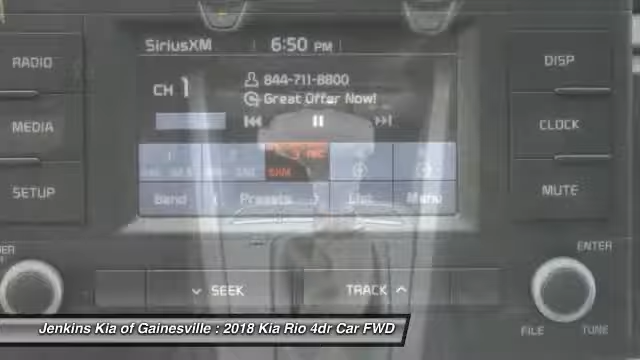 SiriusXM 6:50 PM
RADIO
DISP
844-711-8800
CH 1
Great Offer Now!
MEDIA
CLOCK
SXM
SETUP
MUTE
Band Presets List Menu
ENTER
SEEK TRACK
FILE TUNE
Jenkins Kia of Gainesville : 2018 Kia Rio 4dr Car FWD